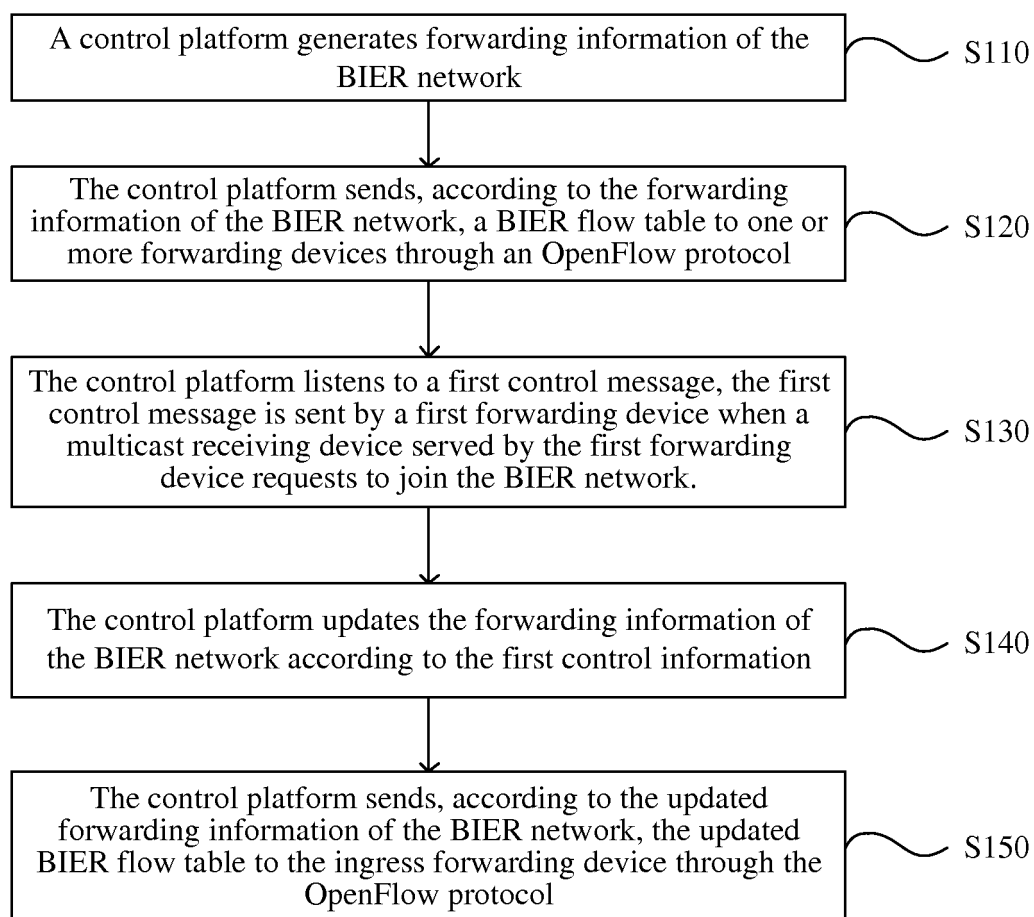 A control platform generates forwarding information of the
BIER network
S110
The control platform sends, according to the forwarding
information of the BIER network, a BIER flow table to one or
more forwarding devices through an OpenFlow protocol
S120
The control platform listens to a first control message, the first
control message is sent by a first forwarding device when a
multicast receiving device served by the first forwarding
device requests to join the BIER network.
S130
The control platform updates the forwarding information of
the BIER network according to the first control information
S140
The control platform sends, according to the updated
forwarding information of the BIER network, the updated
BIER flow table to the ingress forwarding device through the
OpenFlow protocol
S150